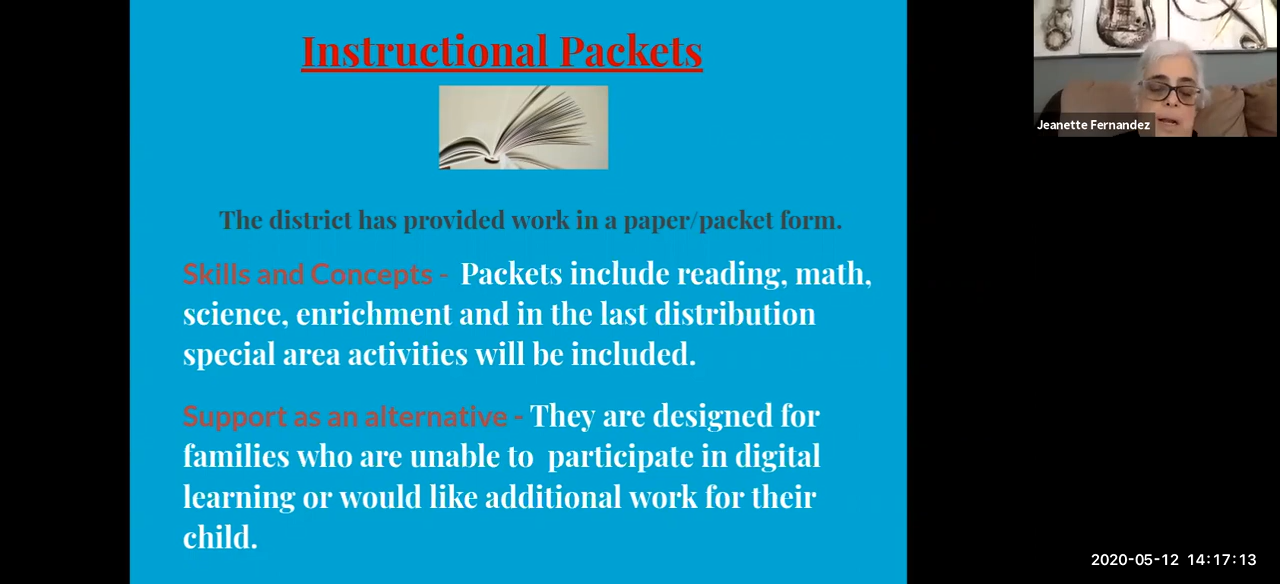 Instructional Packets
The district has provided work in a paper/packet form.
Skills and Concepts - Packets include reading, math,
science, enrichment and in the last distribution
special area activities will be included.
Support as an alternative - They are designed for
families who are unable to participate in digital
learning or would like additional work for their
child.
Jeanette Fernandez
2020-05-12 14:17:13